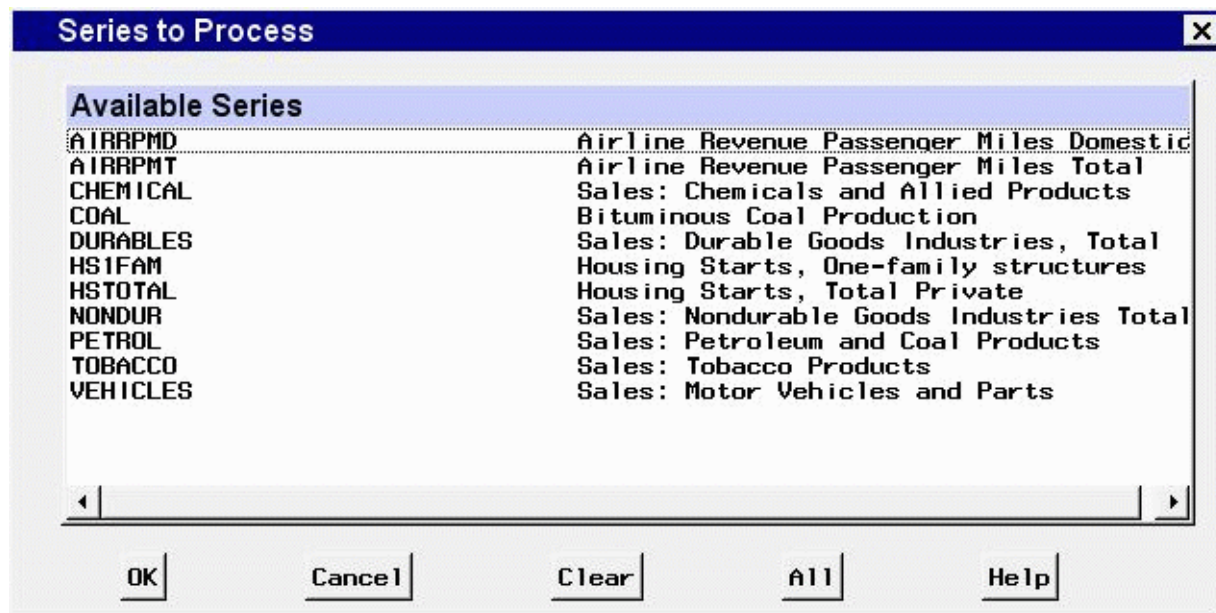 Series to Process
Available Series
AIRRPMD Airline Revenue Passenger Miles Domestic
AIRRPMT Airline Revenue Passenger Miles Total
CHEMICAL Sales: Chemicals and Allied Products
COAL Bituminous Coal Production
DURABLES Sales: Durable Goods Industries, Total
HS1FAM Housing Starts, One-family structures
HSTOTAL Housing Starts, Total Private
NONDUR Sales: Nondurable Goods Industries Total
PETROL Sales: Petroleum and Coal Products
TOBACCO Sales: Tobacco Products
VEHICLES Sales: Motor Vehicles and Parts
OK Cancel Clear All Help